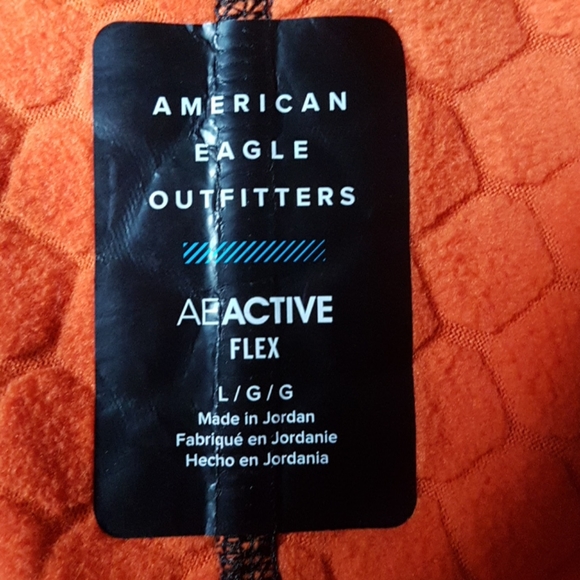 AMERICAN
EAGLE
OUTFITTERS
AEACTIVE
FLEX
L/G/G
Made in Jordan
Fabriqué en Jordanie
Hecho en Jordania